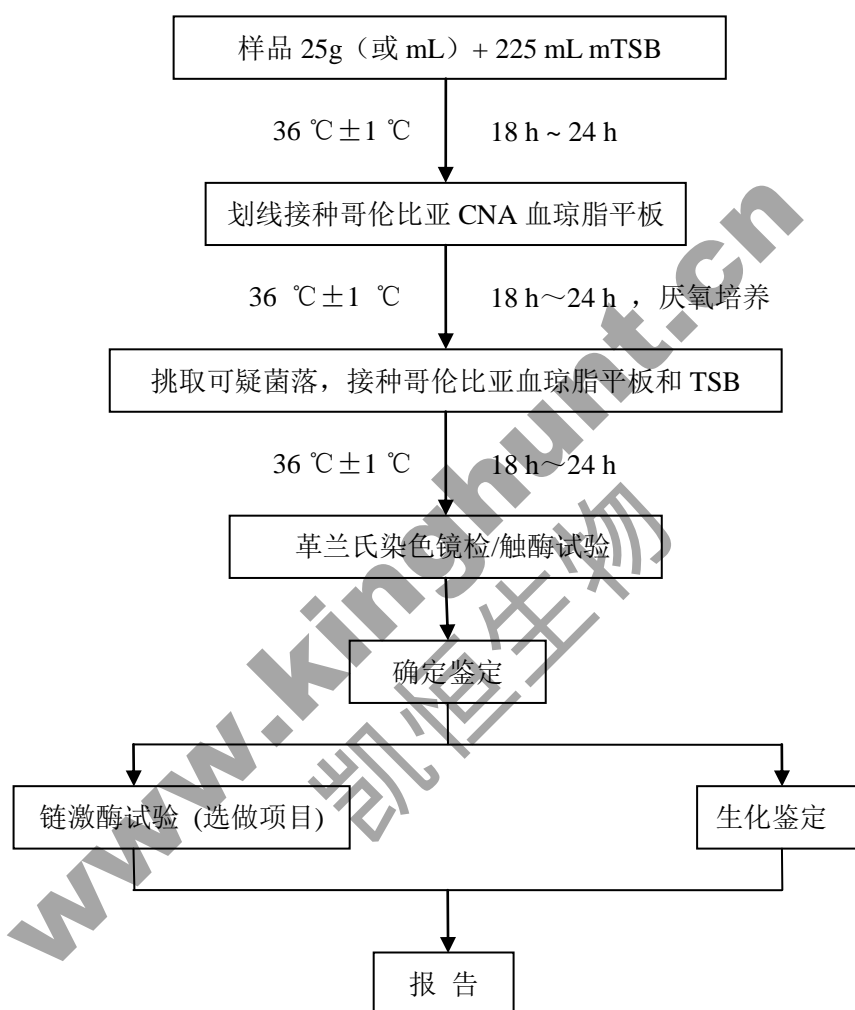 样品 25g（或 mL）+ 225 mL mTSB
36 ℃±1 ℃ 18 h ~ 24 h
划线接种哥伦比亚 CNA 血琼脂平板
36 ℃±1 ℃ 18 h～24 h ，厌氧培养
挑取可疑菌落，接种哥伦比亚血琼脂平板和 TSB
36 ℃±1 ℃ 18 h～24 h
革兰氏染色镜检/触酶试验
确定鉴定
链激酶试验 (选做项目) 生化鉴定
报 告
www.kinghunt.cn
凯恒生物